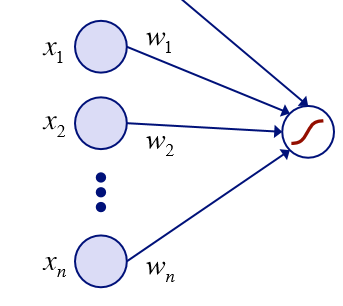 x₁ w₁
x₂ w₂
xₙ wₙ